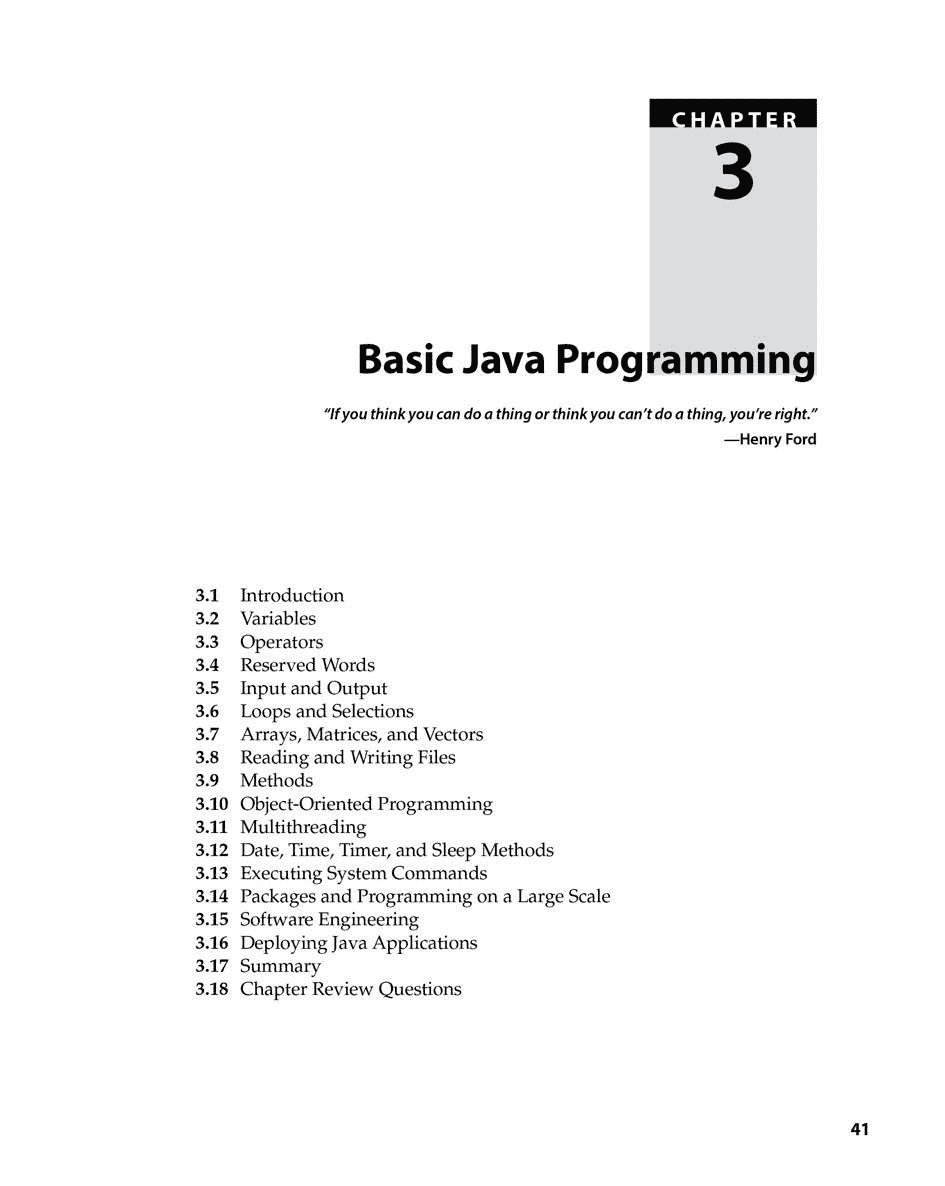 CHAPTER
3
Basic Java Programming
“If you think you can do a thing or think you can’t do a thing, you’re right.”
—Henry Ford
3.1 Introduction
3.2 Variables
3.3 Operators
3.4 Reserved Words
3.5 Input and Output
3.6 Loops and Selections
3.7 Arrays, Matrices, and Vectors
3.8 Reading and Writing Files
3.9 Methods
3.10 Object-Oriented Programming
3.11 Multithreading
3.12 Date, Time, Timer, and Sleep Methods
3.13 Executing System Commands
3.14 Packages and Programming on a Large Scale
3.15 Software Engineering
3.16 Deploying Java Applications
3.17 Summary
3.18 Chapter Review Questions
41